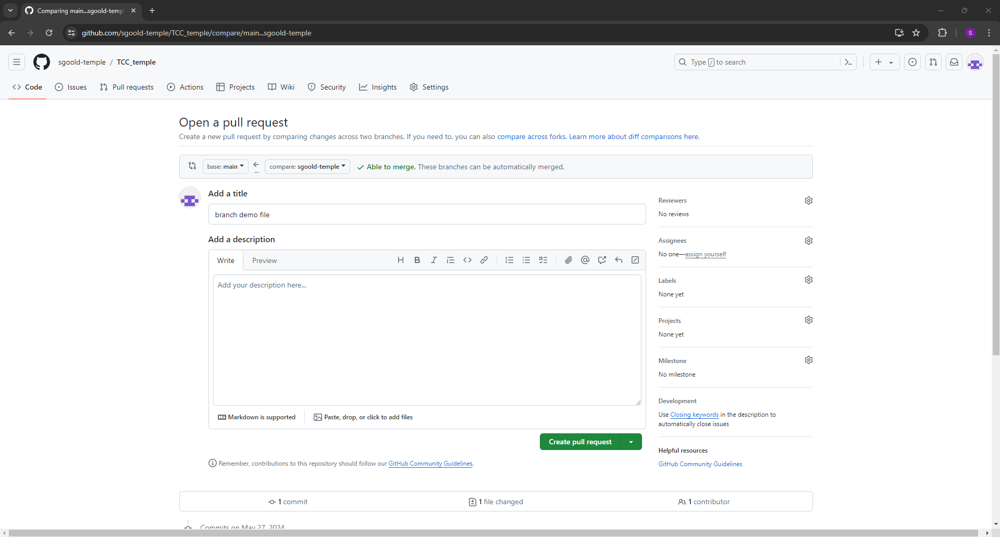 Comparing main...sgoold-temp
github.com/sgoold-temple/TCC_temple/compare/main...sgoold-temple
S
sgoold-temple / TCC_temple
Type / to search
Code Issues Pull requests Actions Projects Wiki Security Insights Settings
Open a pull request
Create a new pull request by comparing changes across two branches. If you need to, you can also compare across forks. Learn more about diff comparisons here.
base: main ... compare: sgoold-temple Able to merge. These branches can be automatically merged.
Add a title
branch demo file
Add a description
Write Preview
Add your description here...
Markdown is supported Paste, drop, or click to add files
Create pull request
Remember, contributions to this repository should follow our GitHub Community Guidelines.
Reviewers
No reviews
Assignees
No one—assign yourself
Labels
None yet
Projects
None yet
Milestone
No milestone
Development
Use Closing keywords in the description to
automatically close issues
Helpful resources
GitHub Community Guidelines
1 commit 1 file changed 1 contributor
Commits on May 27, 2024